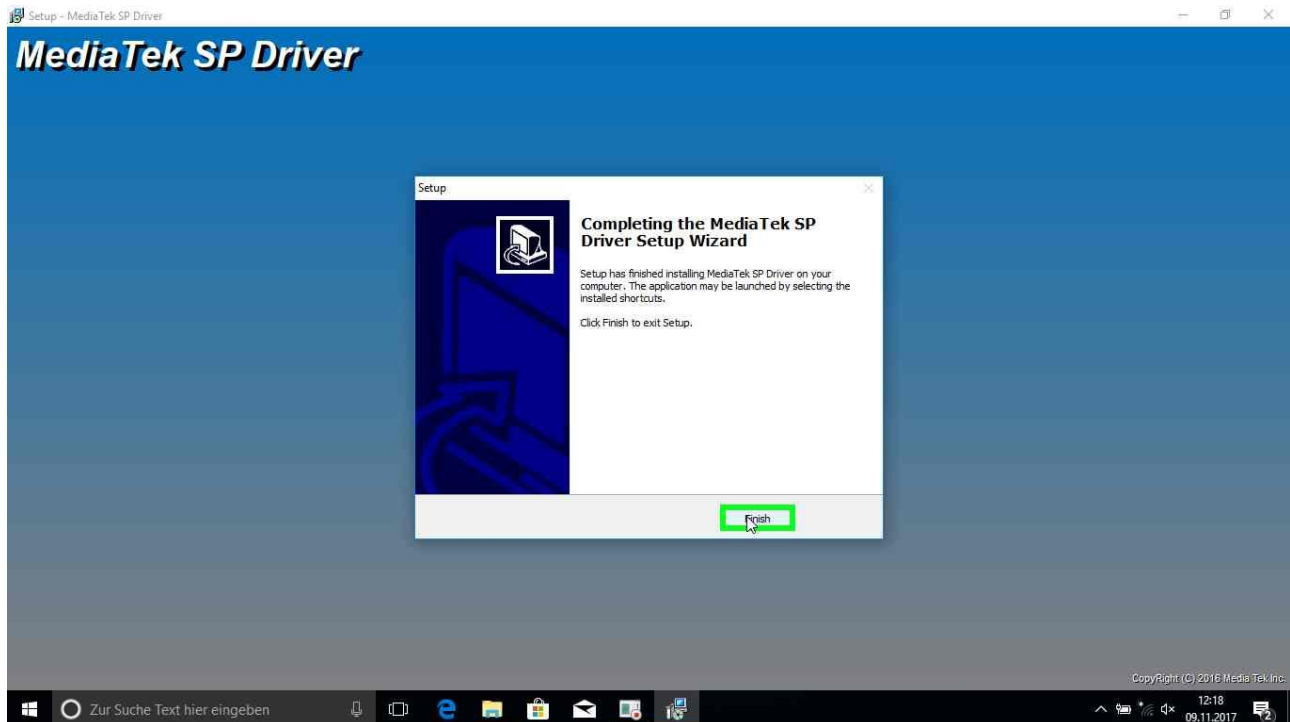 Setup - MediaTek SP Driver
MediaTek SP Driver
Setup
Completing the MediaTek SP
Driver Setup Wizard
Setup has finished installing MediaTek SP Driver on your
computer. The application may be launched by selecting the
installed shortcuts.
Click Finish to exit Setup.
Finish
CopyRight (C) 2016 Media Tek Inc.
Zur Suche Text hier eingeben
12:18
09.11.2017
2